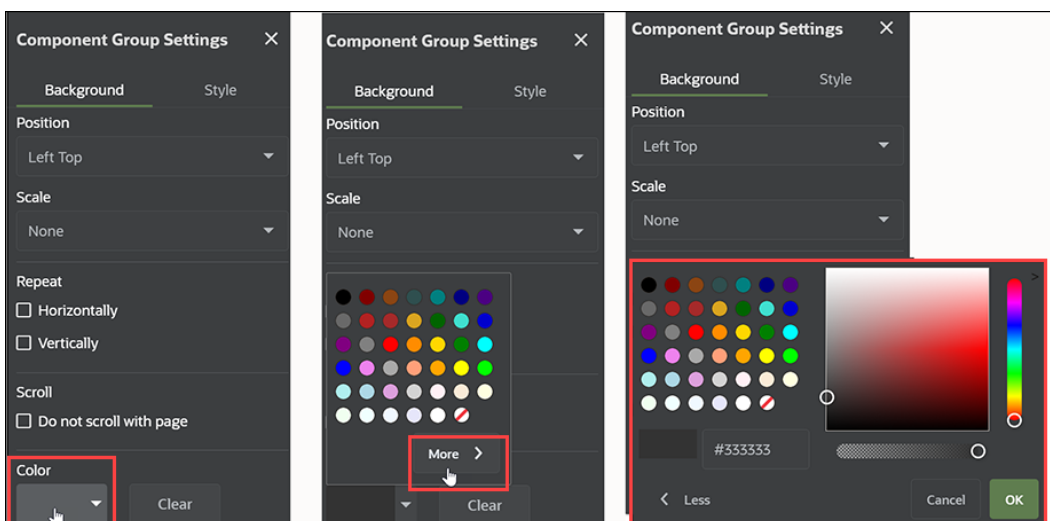 Component Group Settings
Background Style
Position
Left Top
Scale
None
Repeat
Horizontally
Vertically
Scroll
Do not scroll with page
Color
Clear
Component Group Settings
Background Style
Position
Left Top
Scale
None
More
Clear
Component Group Settings
Background Style
Position
Left Top
Scale
None
#333333
Less
Cancel OK